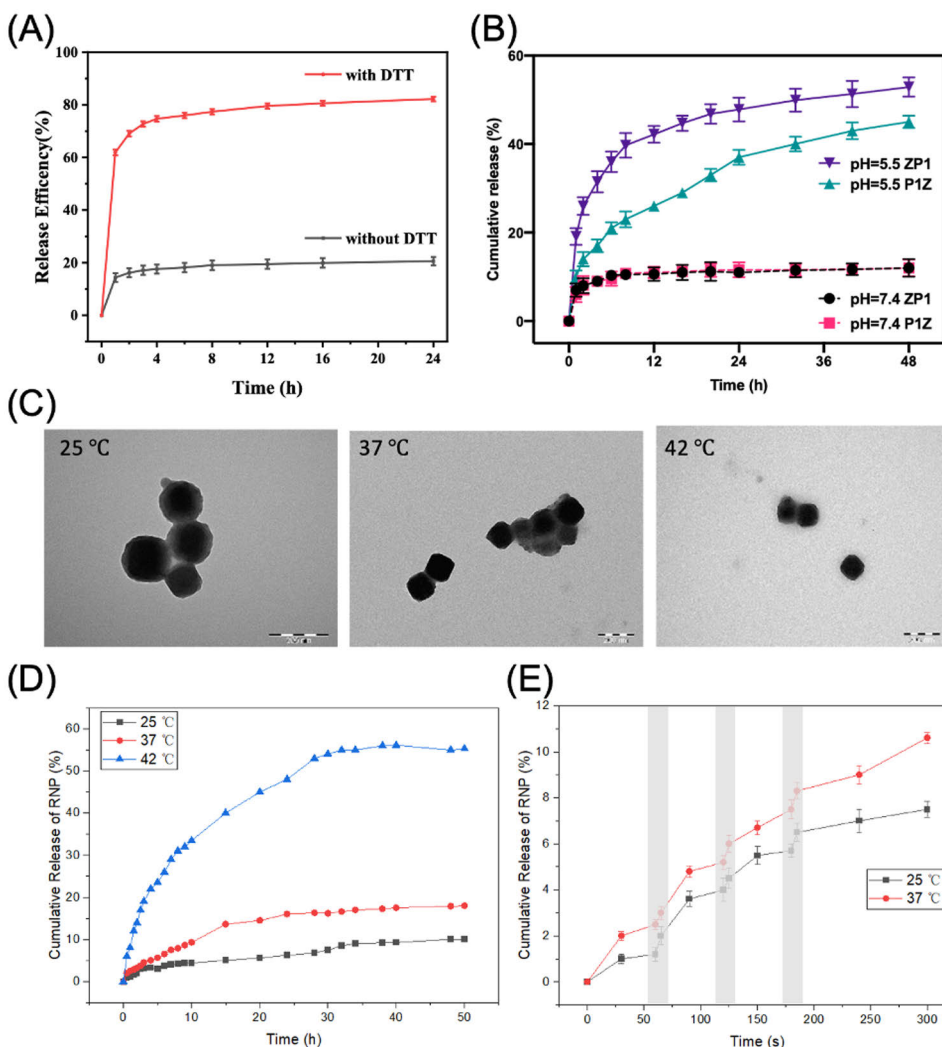 (A)
100
80
60
40
20
0
Release Efficency(%)
with DTT
without DTT
0 4 8 12 16 20 24
Time (h)
(B)
60
40
20
0
Cumulative release (%)
pH=5.5 ZP1
pH=5.5 P1Z
pH=7.4 ZP1
pH=7.4 P1Z
0 12 24 36 48
Time (h)
(C)
25 °C
37 °C
42 °C
(D)
60
50
40
30
20
10
0
Cumulative Release of RNP (%)
25 ℃
37 ℃
42 ℃
0 10 20 30 40 50
Time (h)
(E)
12
10
8
6
4
2
0
Cumulative Release of RNP (%)
25 ℃
37 ℃
0 50 100 150 200 250 300
Time (s)